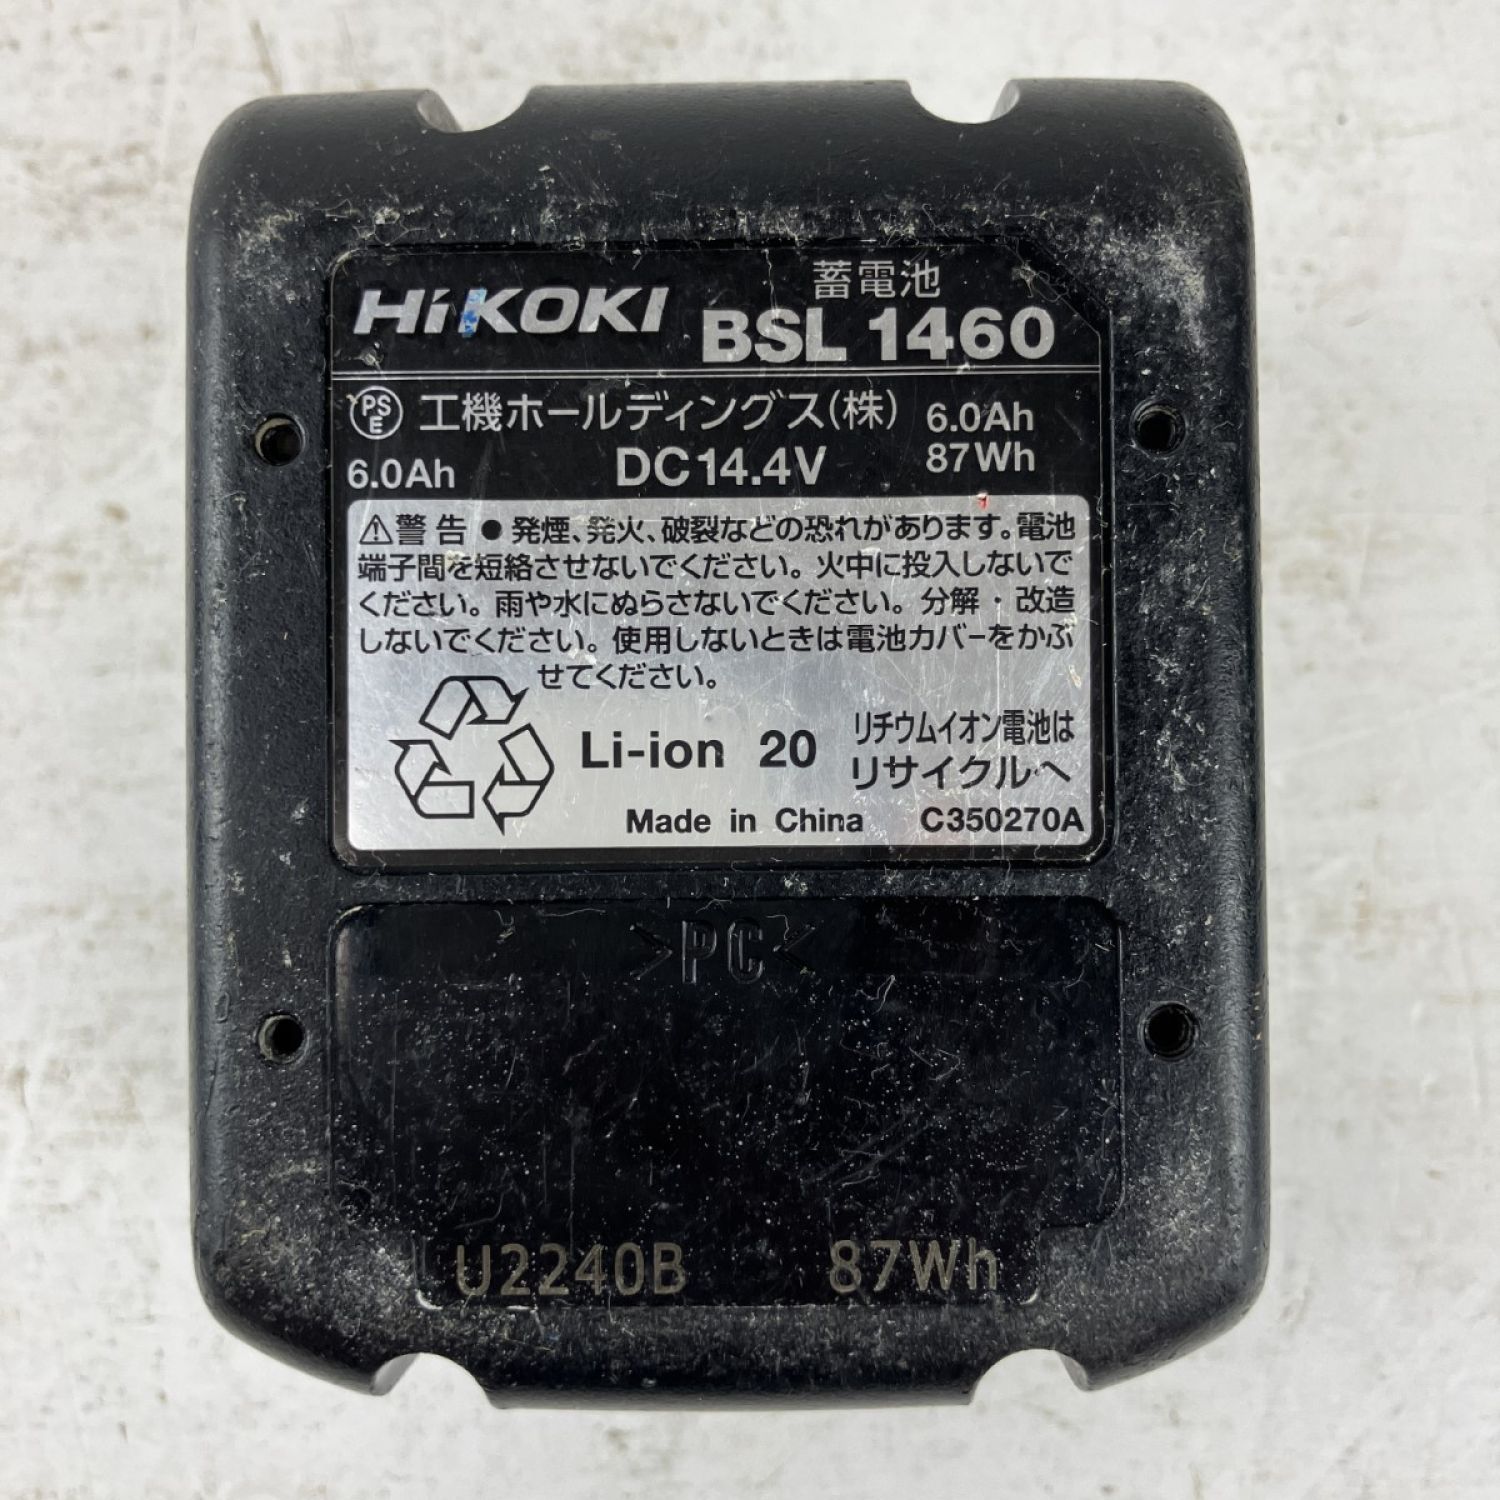 HiKOKI 蓄電池
BSL 1460
PSE 工機ホールディングス(株) 6.0Ah
6.0Ah DC14.4V 87Wh
⚠警告 ●発煙、発火、破裂などの恐れがあります。電池
端子間を短絡させないでください。火中に投入しないで
ください。雨や水にぬらさないでください。分解・改造
しないでください。使用しないときは電池カバーをかぶ
せてください。
Li-ion 20 リチウムイオン電池は
リサイクルへ
Made in China C350270A
>PC<
U2240B 87Wh